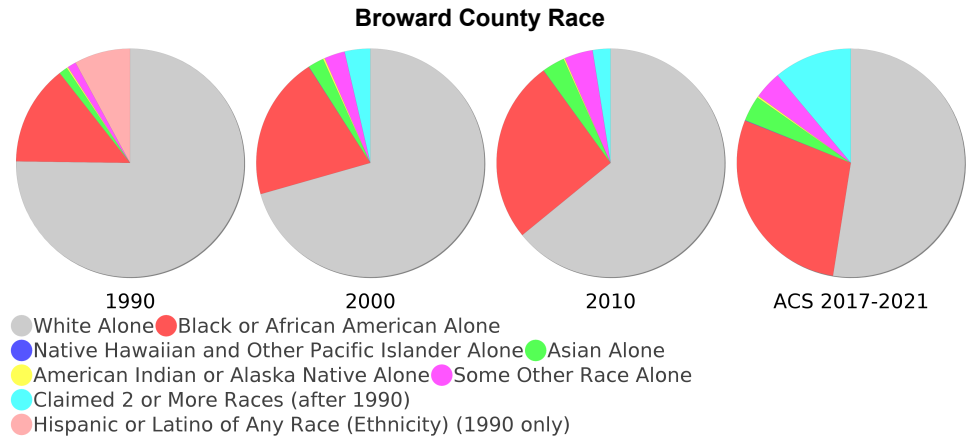 Broward County Race
1990 2000 2010 ACS 2017-2021
White Alone Black or African American Alone
Native Hawaiian and Other Pacific Islander Alone Asian Alone
American Indian or Alaska Native Alone Some Other Race Alone
Claimed 2 or More Races (after 1990)
Hispanic or Latino of Any Race (Ethnicity) (1990 only)